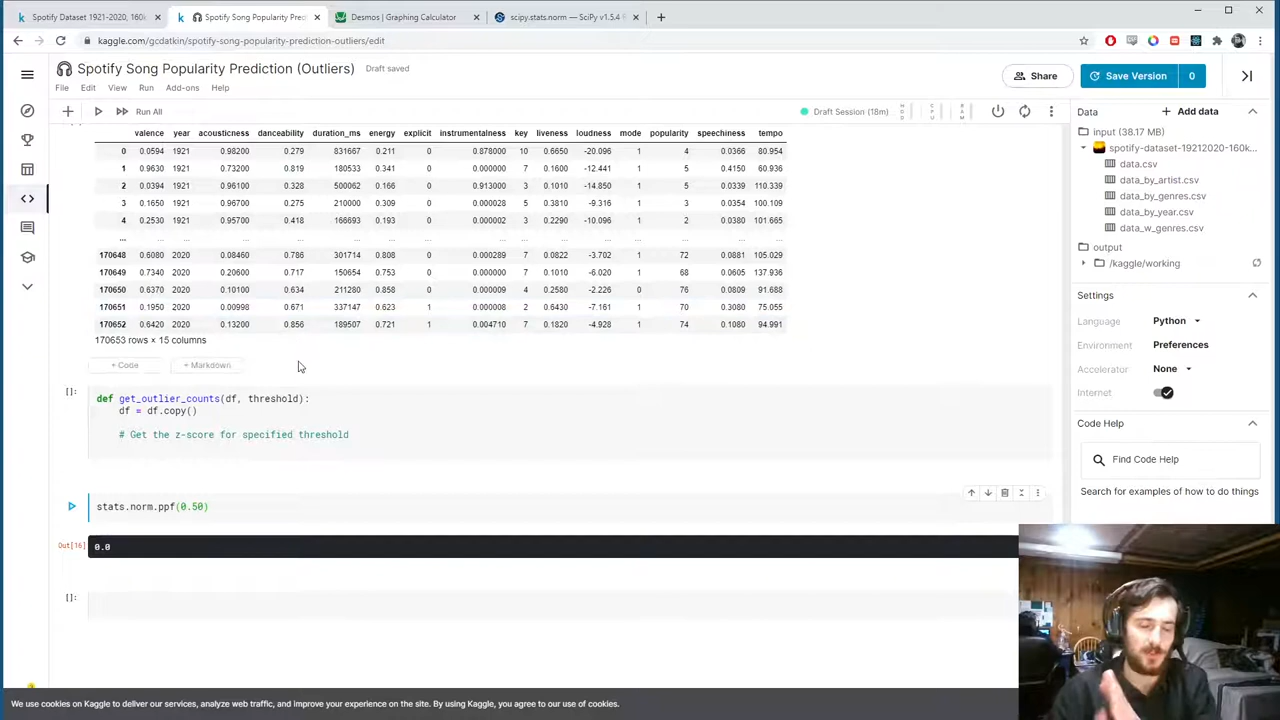 Spotify Dataset 1921-2020, 160k
Spotify Song Popularity Pred
Desmos | Graphing Calculator
scipy.stats.norm — SciPy v1.5.4
kaggle.com/gcdatkin/spotify-song-popularity-prediction-outliers/edit
Spotify Song Popularity Prediction (Outliers)
Draft saved
Share
Save Version
0
File Edit View Run Add-ons Help
Run All
Draft Session (18m)
valence year acousticness danceability duration_ms energy explicit instrumentalness key liveness loudness mode popularity speechiness tempo
0 0.0594 1921 0.98200 0.279 831667 0.211 0 0.878000 10 0.6650 -20.096 1 4 0.0366 80.954
1 0.9630 1921 0.73200 0.819 180533 0.341 0 0.000000 7 0.1600 -12.441 1 5 0.4150 60.936
2 0.0394 1921 0.96100 0.328 500062 0.166 0 0.913000 3 0.1010 -14.850 1 5 0.0339 110.339
3 0.1650 1921 0.96700 0.275 210000 0.309 0 0.000028 5 0.3810 -9.316 1 3 0.0354 100.109
4 0.2530 1921 0.95700 0.418 166693 0.193 0 0.000002 3 0.2290 -10.096 1 2 0.0380 101.665
... ... ... ... ... ... ... ... ... ... ... ... ... ... ... ...
170648 0.6080 2020 0.08460 0.786 301714 0.808 0 0.000289 7 0.0822 -3.702 1 72 0.0881 105.029
170649 0.7340 2020 0.20600 0.717 150654 0.753 0 0.000000 7 0.1010 -6.020 1 68 0.0605 137.936
170650 0.6370 2020 0.10100 0.634 211280 0.858 0 0.000009 4 0.2580 -2.226 0 76 0.0809 91.688
170651 0.1950 2020 0.00998 0.671 337147 0.623 1 0.000008 2 0.6430 -7.161 1 70 0.3080 75.055
170652 0.6420 2020 0.13200 0.856 189507 0.721 1 0.004710 7 0.1820 -4.928 1 74 0.1080 94.991
170653 rows × 15 columns
+ Code
+ Markdown
[]:
def get_outlier_counts(df, threshold):
df = df.copy()
# Get the z-score for specified threshold
stats.norm.ppf(0.50)
Out[16]
0.0
[]:
Data
+ Add data
input (38.17 MB)
spotify-dataset-19212020-160k...
data.csv
data_by_artist.csv
data_by_genres.csv
data_by_year.csv
data_w_genres.csv
output
/kaggle/working
Settings
Language Python
Environment Preferences
Accelerator None
Internet
Code Help
Find Code Help
Search for examples of how to do things
We use cookies on Kaggle to deliver our services, analyze web traffic, and improve your experience on the site. By using Kaggle, you agree to our use of cookies.